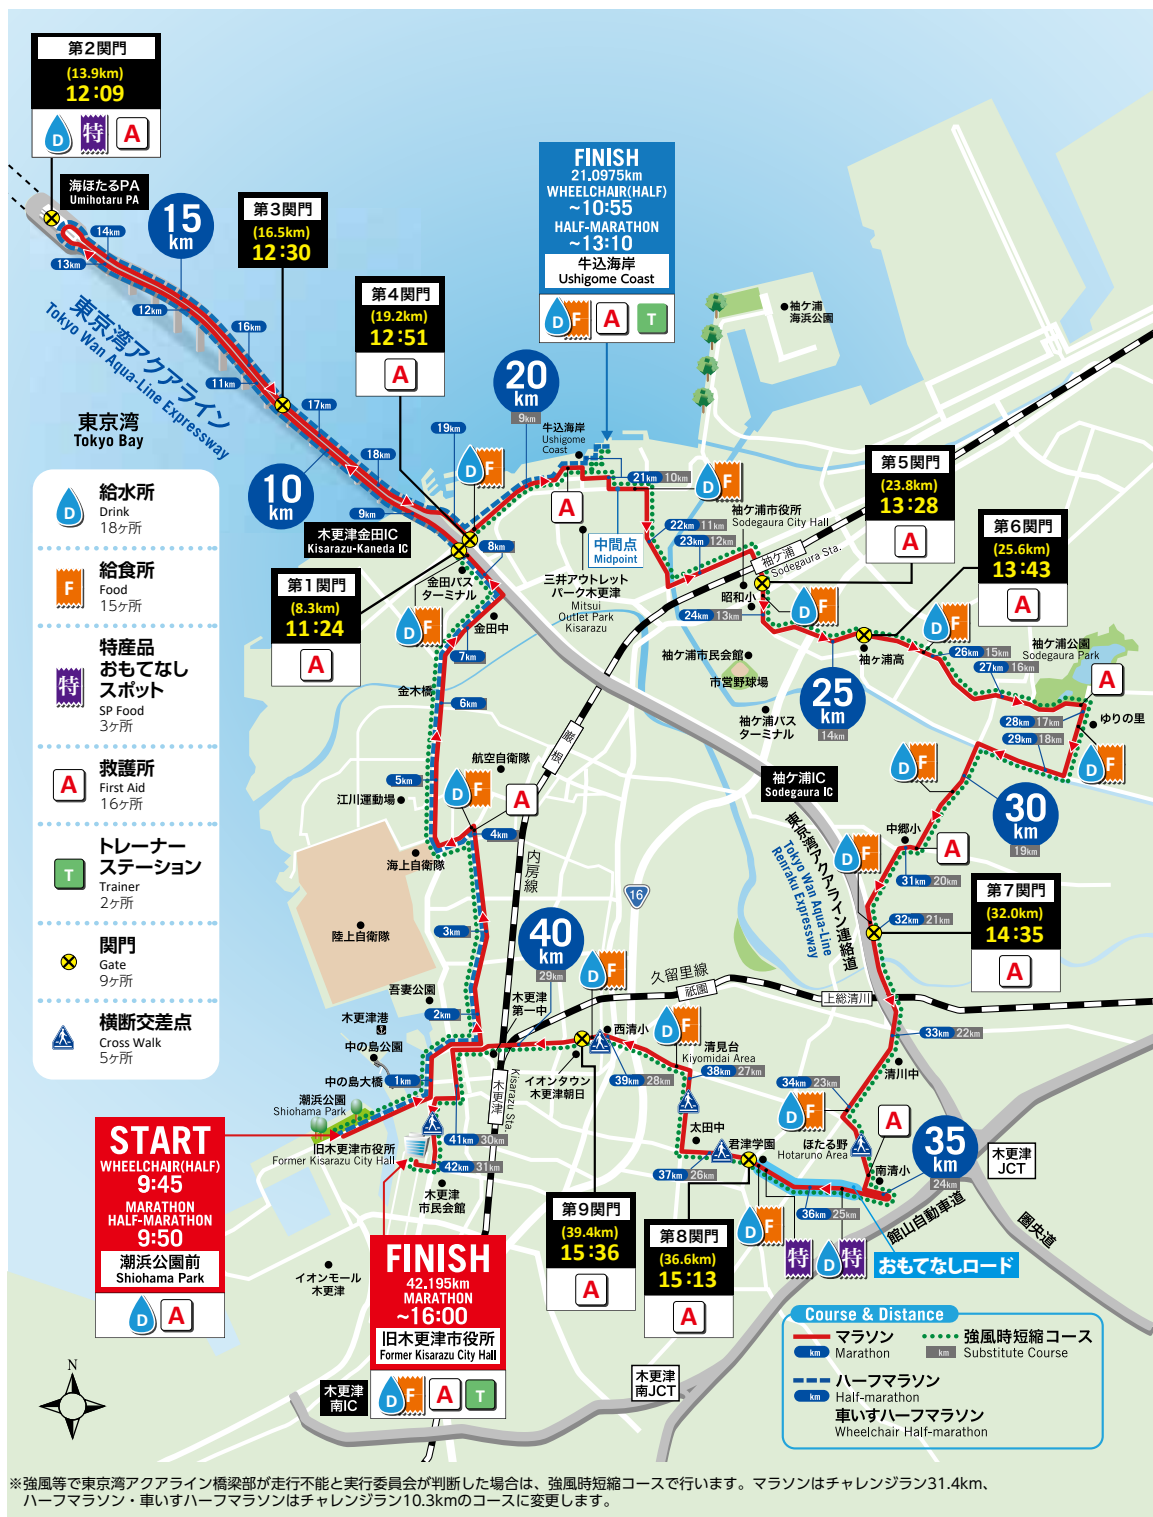 第2関門
(13.9km)
12:09
D
特
A
海ほたるPA
Umihotaru PA
15
km
14km
13km
12km
16km
11km
17km
18km
9km
19km
東京湾アクアライン
Tokyo Wan Aqua-Line Expressway
第3関門
(16.5km)
12:30
第4関門
(19.2km)
12:51
A
FINISH
21.0975km
WHEELCHAIR(HALF)
~10:55
HALF-MARATHON
~13:10
牛込海岸
Ushigome Coast
D
F
A
T
袖ケ浦
海浜公園
東京湾
Tokyo Bay
10
km
20
km
9km
牛込海岸
Ushigome
Coast
D
F
A
21km
10km
D
F
木更津金田IC
Kisarazu-Kaneda IC
8km
中間点
Midpoint
22km
11km
23km
12km
袖ケ浦市役所
Sodegaura City Hall
袖ケ浦
Sodegaura Sta.
第5関門
(23.8km)
13:28
A
第6関門
(25.6km)
13:43
A
第1関門
(8.3km)
11:24
A
金田バス
ターミナル
D
F
金田中
三井アウトレット
パーク木更津
Mitsui
Outlet Park
Kisarazu
昭和小
24km
13km
D
F
袖ケ浦高
D
F
26km
15km
27km
16km
袖ケ浦公園
Sodegaura Park
A
7km
金木橋
6km
袖ケ浦市民会館
市営野球場
25
km
14km
袖ケ浦バス
ターミナル
28km
17km
29km
18km
ゆりの里
D
F
給水所
Drink
18ヶ所
給食所
Food
15ヶ所
特産品
おもてなし
スポット
SP Food
3ヶ所
救護所
First Aid
16ヶ所
トレーナー
ステーション
Trainer
2ヶ所
関門
Gate
9ヶ所
横断交差点
Cross Walk
5ヶ所
D
F
特
A
T
5km
江川運動場
航空自衛隊
巌根
D
F
A
4km
海上自衛隊
内房線
16
陸上自衛隊
3km
袖ケ浦IC
Sodegaura IC
東京湾アクアライン連絡道
Tokyo Wan Aqua-Line
Renraku Expressway
D
F
30
km
19km
中郷小
A
D
F
31km
20km
32km
21km
第7関門
(32.0km)
14:35
A
40
km
29km
D
F
久留里線
祗園
上総清川
吾妻公園
2km
木更津港
中の島公園
中の島大橋
1km
木更津
第一中
木更津
Kisarazu Sta.
イオンタウン
木更津朝日
西清小
39km
28km
D
F
清見台
Kiyomidai Area
38km
27km
33km
22km
清川中
34km
23km
D
F
ほたる野
Hotaruno Area
A
南清小
35
km
24km
木更津
JCT
太田中
37km
26km
君津学園
36km
25km
館山自動車道
圏央道
おもてなしロード
D
F
特
D
特
潮浜公園
Shiohama Park
旧木更津市役所
Former Kisarazu City Hall
41km
30km
42km
31km
木更津
市民会館
START
WHEELCHAIR(HALF)
9:45
MARATHON
HALF-MARATHON
9:50
潮浜公園前
Shiohama Park
D
A
イオンモール
木更津
FINISH
42.195km
MARATHON
~16:00
旧木更津市役所
Former Kisarazu City Hall
D
F
A
T
第9関門
(39.4km)
15:36
A
第8関門
(36.6km)
15:13
A
木更津
南IC
木更津
南JCT
N
Course & Distance
マラソン
km
Marathon
強風時短縮コース
km
Substitute Course
ハーフマラソン
km
Half-marathon
車いすハーフマラソン
Wheelchair Half-marathon
※強風等で東京湾アクアライン橋梁部が走行不能と実行委員会が判断した場合は、強風時短縮コースで行います。マラソンはチャレンジラン31.4km、
ハーフマラソン・車いすハーフマラソンはチャレンジラン10.3kmのコースに変更します。